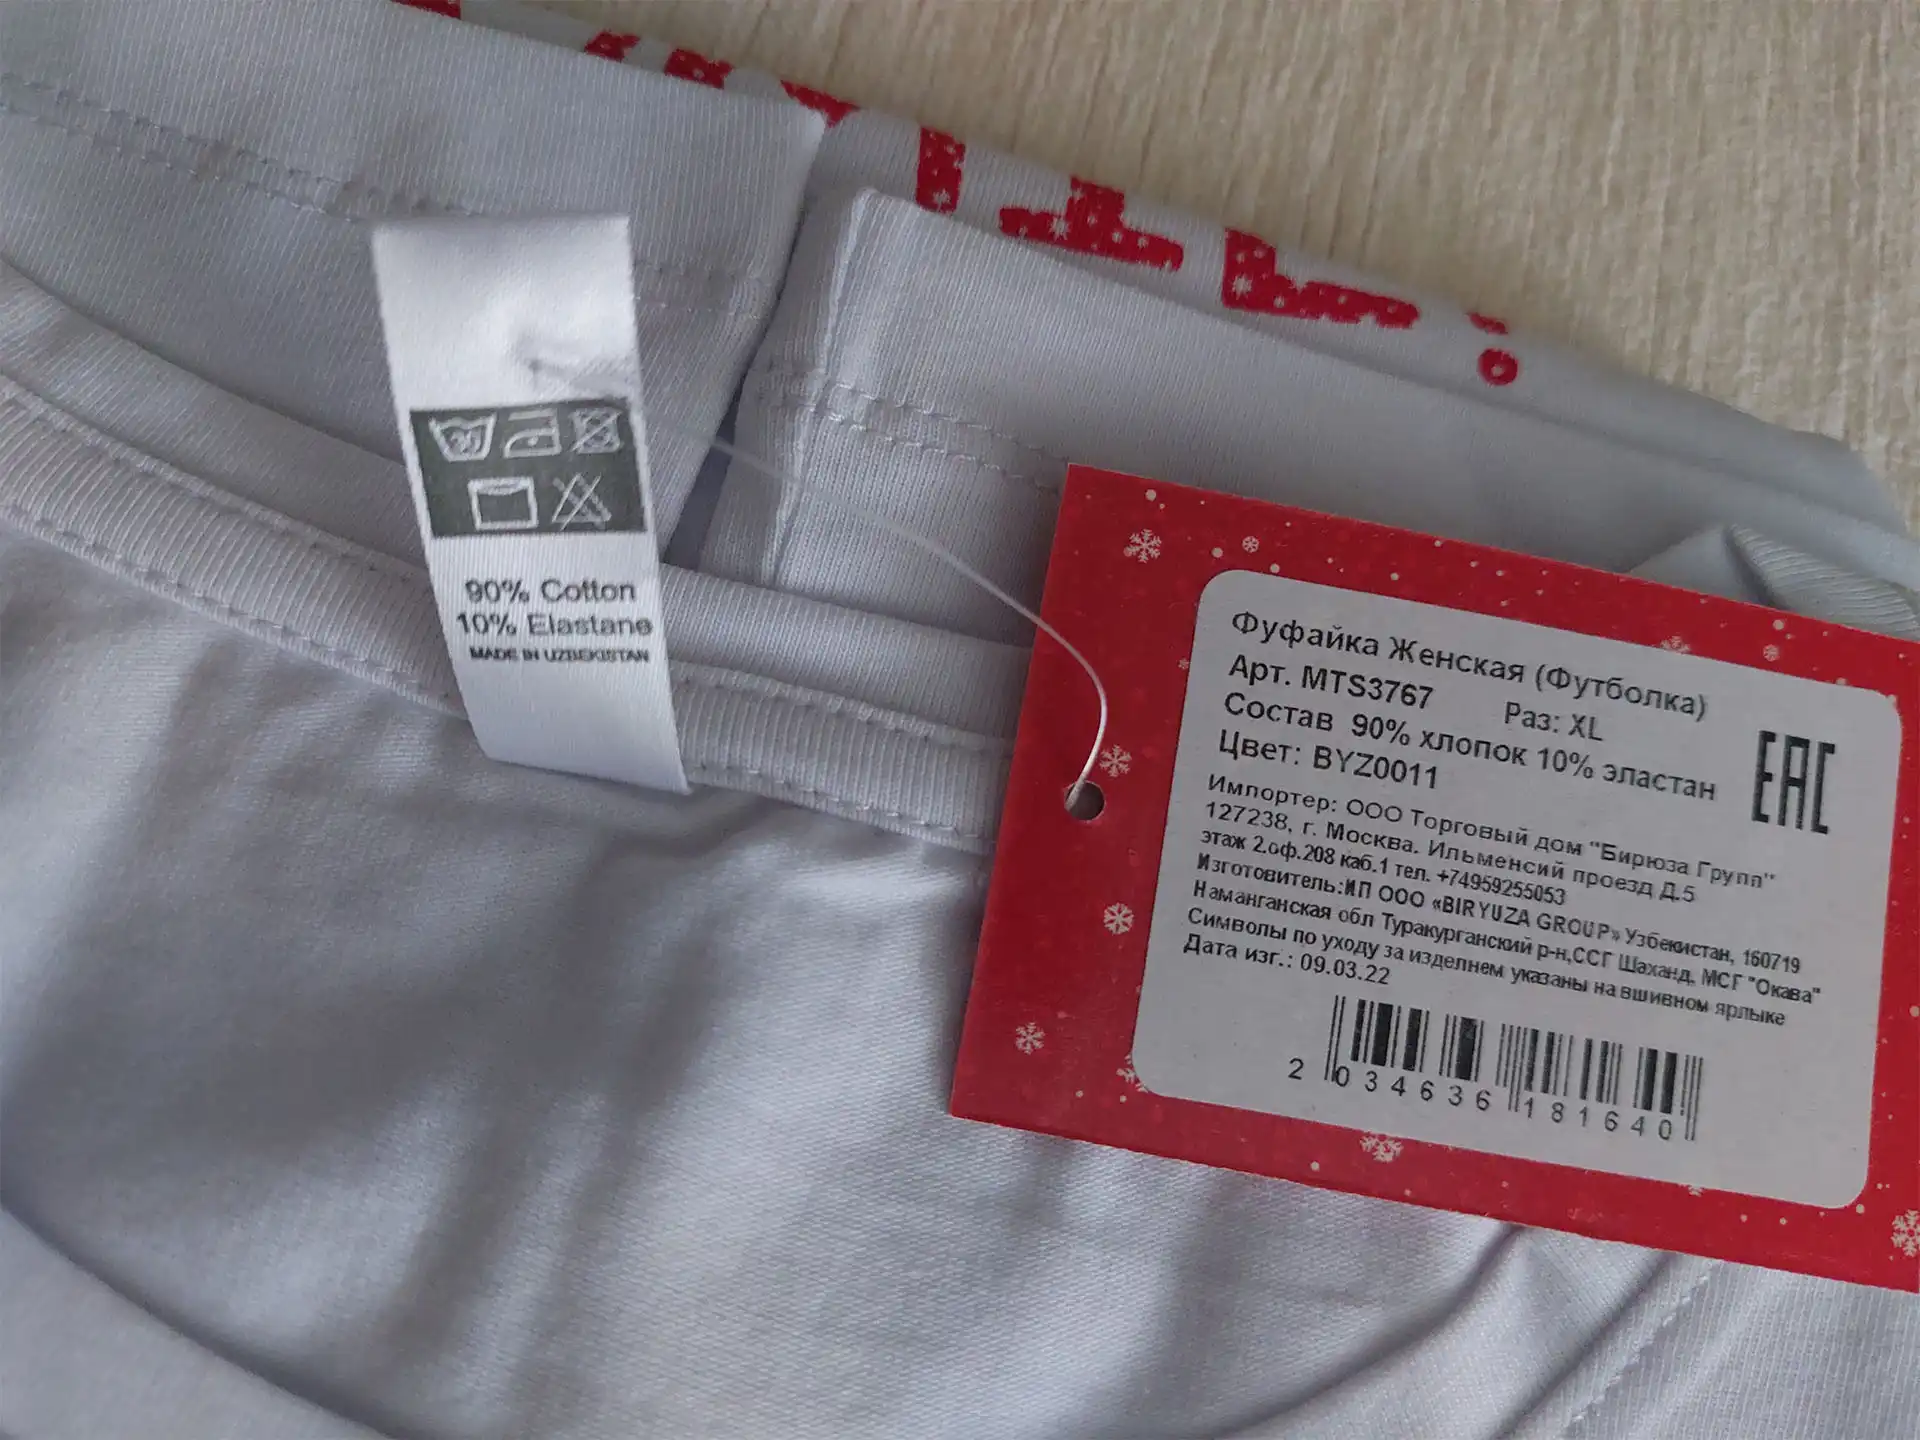 30
90% Cotton
10% Elastane
MADE IN UZBEKISTAN
Фуфайка Женская (Футболка)
Арт. MTS3767 Раз: XL
Состав 90% хлопок 10% эластан
Цвет: BYZ0011
EAC
Импортер: ООО Торговый дом "Бирюза Групп"
127238, г. Москва. Ильменсий проезд Д.5
этаж 2.оф.208 каб.1 тел. +74959255053
Изготовитель:ИП ООО «BIRYUZA GROUP» Узбекистан, 160719
Наманганская обл Туракурганский р-н,ССГ Шаханд, МСГ "Окава"
Символы по уходу за изделнем указаны на вшивном ярлыке
Дата изг.: 09.03.22
2 034636 181640